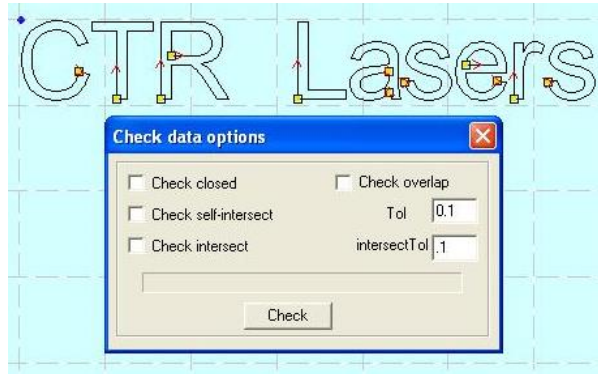 CTR Lasers
Check data options
Check closed
Check overlap
Check self-intersect
Tol 0.1
Check intersect
intersectTol .1
Check